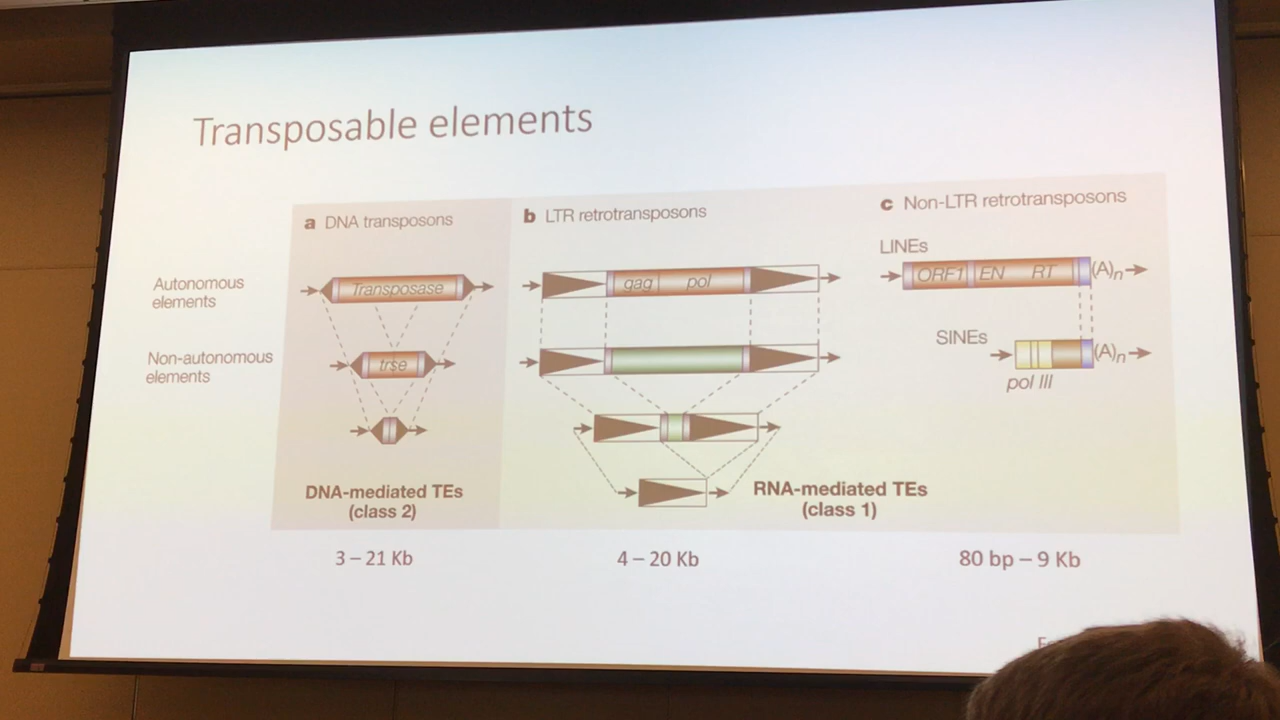 Transposable elements
a DNA transposons
b LTR retrotransposons
c Non-LTR retrotransposons
LINEs
Autonomous
elements
Transposase
gag pol
ORF1 EN RT (A)n
Non-autonomous
elements
tr$e
SINEs
(A)n
pol III
DNA-mediated TEs
(class 2)
RNA-mediated TEs
(class 1)
3 – 21 Kb
4 – 20 Kb
80 bp – 9 Kb